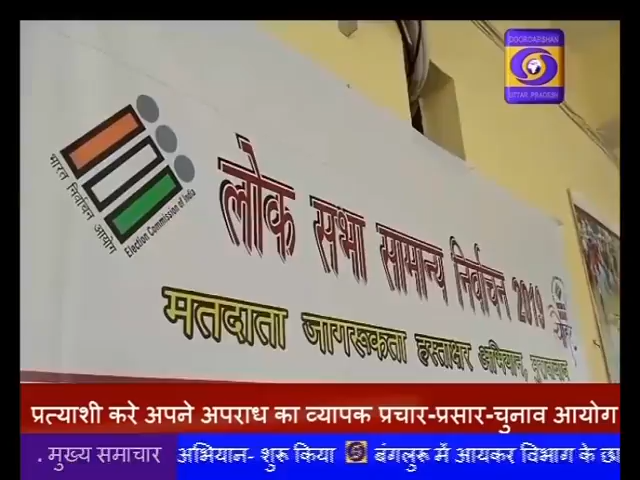 DOORDARSHAN
UTTAR PRADESH
भारत निर्वाचन आयोग
Election Commission of India
लोक सभा सामान्य निर्वाचन 2019
मतदाता जागरूकता हस्ताक्षर अभियान, मुरादाबाद
प्रत्याशी करे अपने अपराध का व्यापक प्रचार-प्रसार-चुनाव आयोग
. मुख्य समाचार
अभियान- शुरू किया बंगलुरू में आयकर विभाग के छा